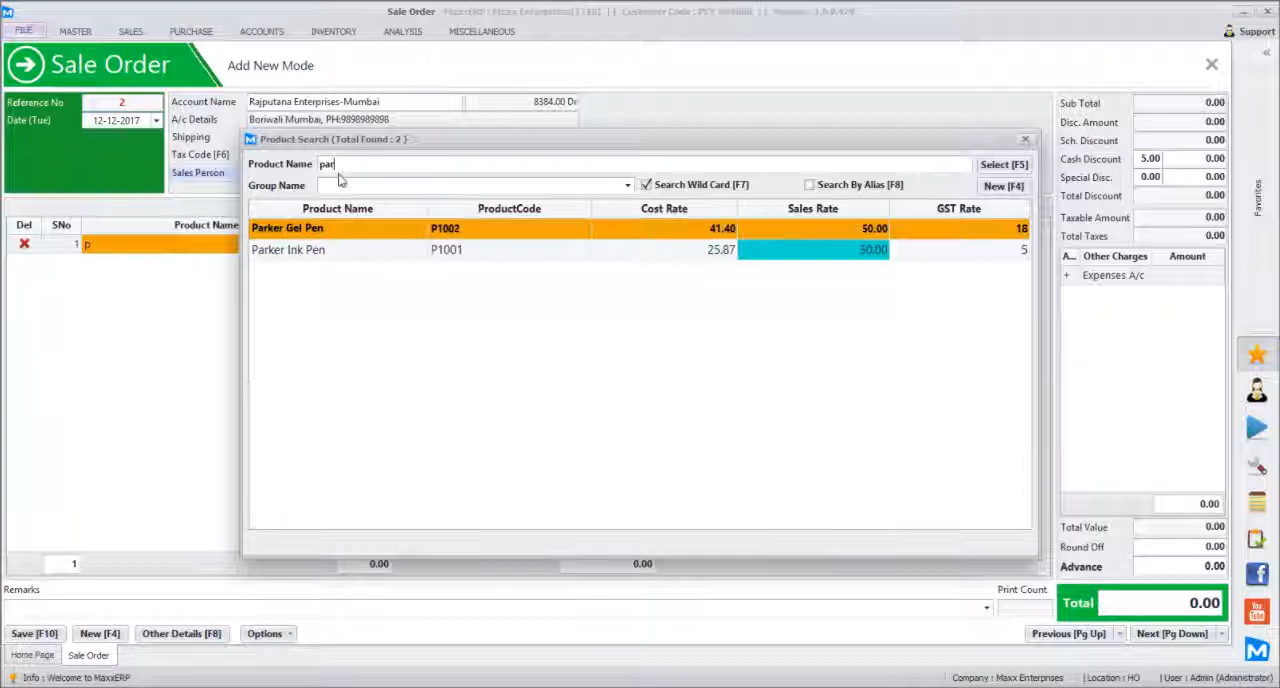 Sale Order MaxxERP : Maxx Enterprises
FILE MASTER SALES PURCHASE ACCOUNTS INVENTORY ANALYSIS MISCELLANEOUS Support
Sale Order Add New Mode
Reference No 2 Account Name Rajputana Enterprises-Mumbai 8384.00 Dr
Date (Tue) 12-12-2017 A/c Details Boriwali Mumbai, PH:9898989898
Shipping
Tax Code [F6]
Sales Person
Del SNo Product Name
1 p
1 0.00 0.00
Product Search (Total Found : 2 )
Product Name par Select [F5]
Group Name Search Wild Card [F7] Search By Alias [F8] New [F4]
Product Name ProductCode Cost Rate Sales Rate GST Rate
Parker Gel Pen P1002 41.40 50.00 18
Parker Ink Pen P1001 25.87 30.00 5
Sub Total 0.00
Disc. Amount 0.00
Sch. Discount 0.00
Cash Discount 5.00 0.00
Special Disc. 0.00 0.00
Total Discount 0.00
Taxable Amount 0.00
Total Taxes 0.00
A... Other Charges Amount
+ Expenses A/c
0.00
Total Value 0.00
Round Off 0.00
Advance 0.00
Total 0.00
Favorites
Remarks Print Count
Save [F10] New [F4] Other Details [F8] Options Previous [Pg Up] Next [Pg Down]
Home Page Sale Order
Info : Welcome to MaxxERP Company : Maxx Enterprises | Location : HO | User : Admin (Administrator)
You
Tube